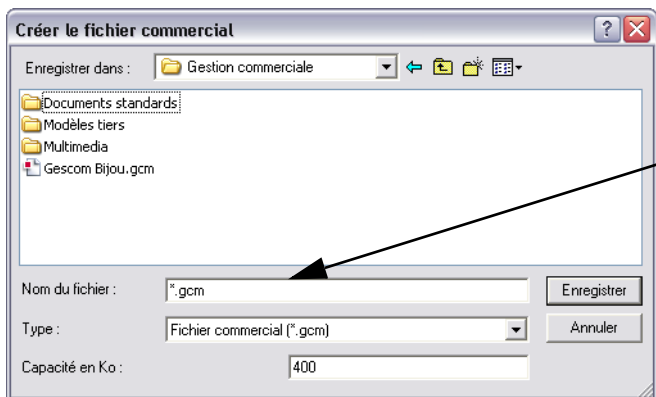 Créer le fichier commercial
Enregistrer dans : Gestion commerciale
Documents standards
Modèles tiers
Multimedia
Gescom Bijou.gcm
Nom du fichier : *.gcm Enregistrer
Type : Fichier commercial (*.gcm) Annuler
Capacité en Ko : 400